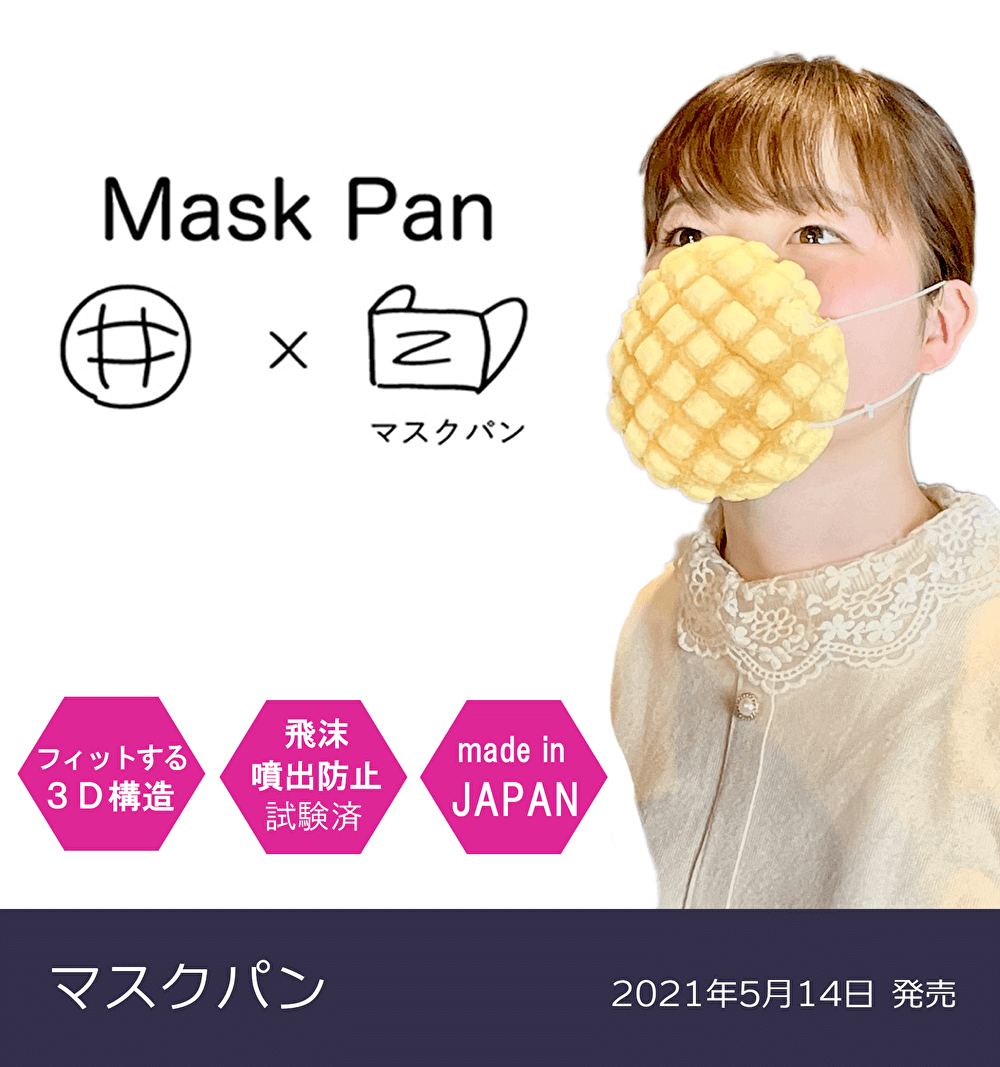 Mask Pan
×
マスクパン
フィットする
３Ｄ構造
飛沫
噴出防止
試験済
made in
JAPAN
マスクパン
2021年5月14日 発売